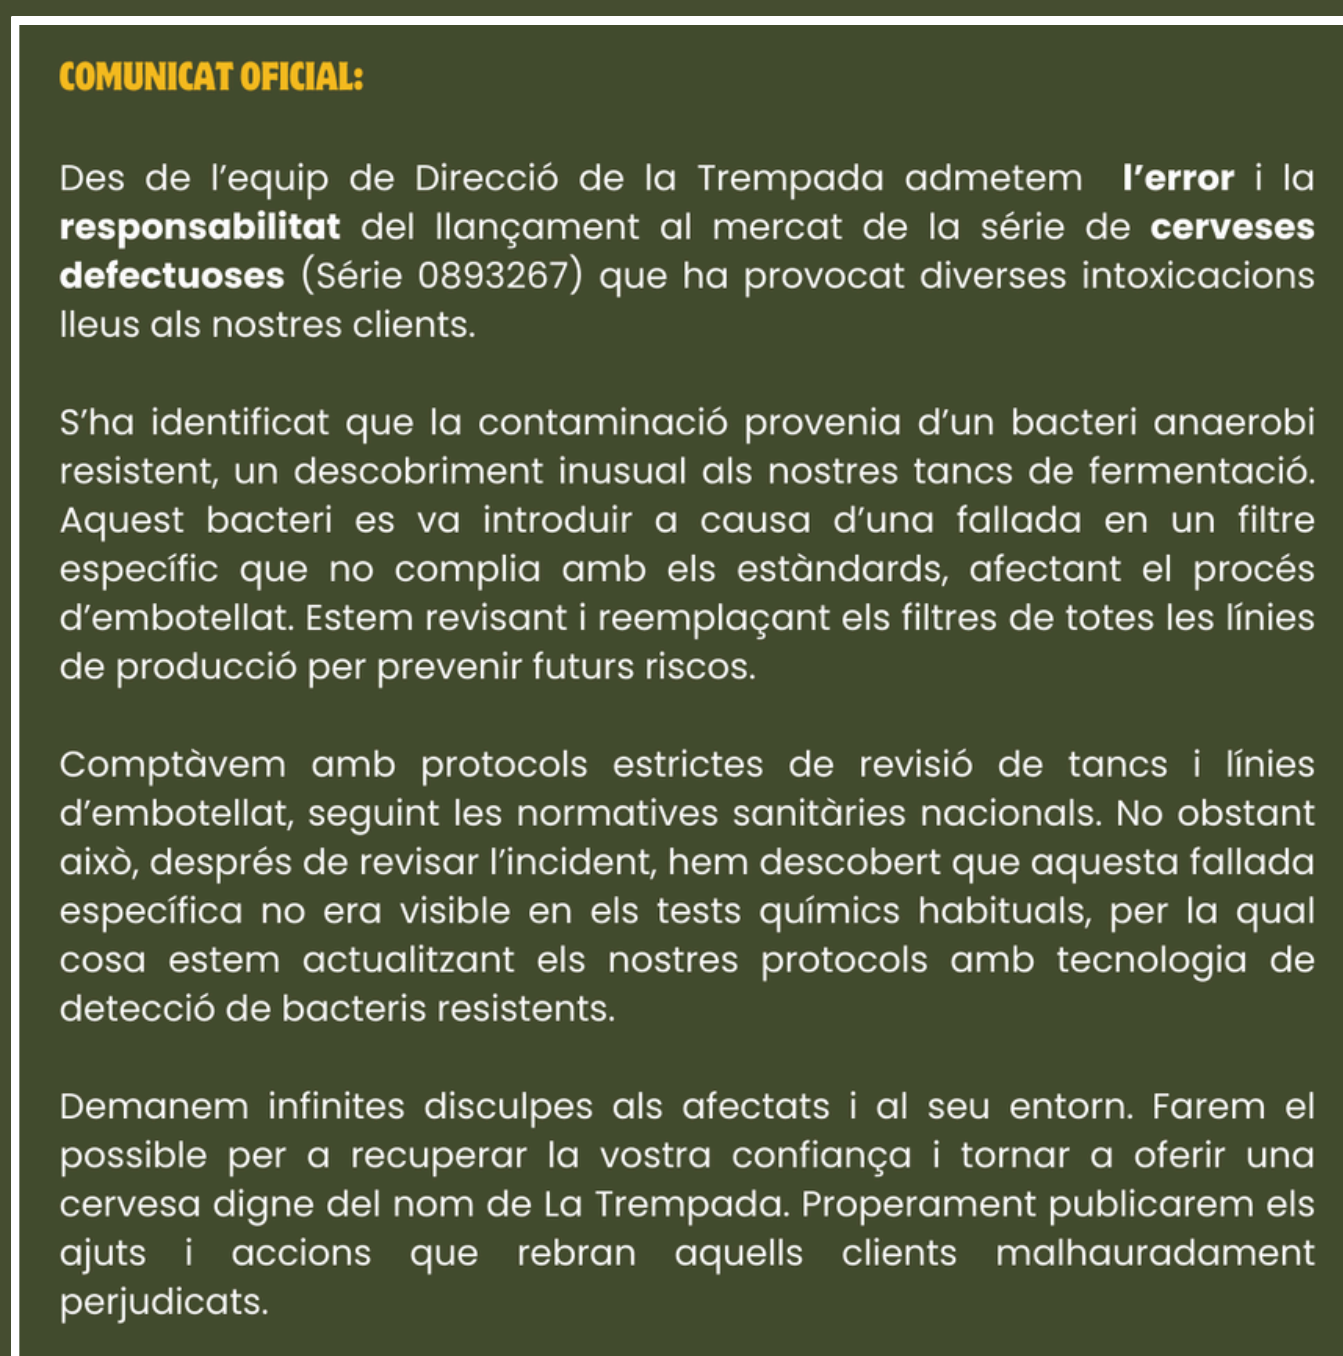 COMUNICAT OFICIAL:
Des de l’equip de Direcció de la Trempada admetem l’error i la
responsabilitat del llançament al mercat de la série de cerveses
defectuoses (Série 0893267) que ha provocat diverses intoxicacions
lleus als nostres clients.
S’ha identificat que la contaminació provenia d’un bacteri anaerobi
resistent, un descobriment inusual als nostres tancs de fermentació.
Aquest bacteri es va introduir a causa d’una fallada en un filtre
específic que no complia amb els estàndards, afectant el procés
d’embotellat. Estem revisant i reemplaçant els filtres de totes les línies
de producció per prevenir futurs riscos.
Comptàvem amb protocols estrictes de revisió de tancs i línies
d’embotellat, seguint les normatives sanitàries nacionals. No obstant
això, després de revisar l’incident, hem descobert que aquesta fallada
específica no era visible en els tests químics habituals, per la qual
cosa estem actualitzant els nostres protocols amb tecnologia de
detecció de bacteris resistents.
Demanem infinites disculpes als afectats i al seu entorn. Farem el
possible per a recuperar la vostra confiança i tornar a oferir una
cervesa digne del nom de La Trempada. Properament publicarem els
ajuts i accions que rebran aquells clients malhauradament
perjudicats.